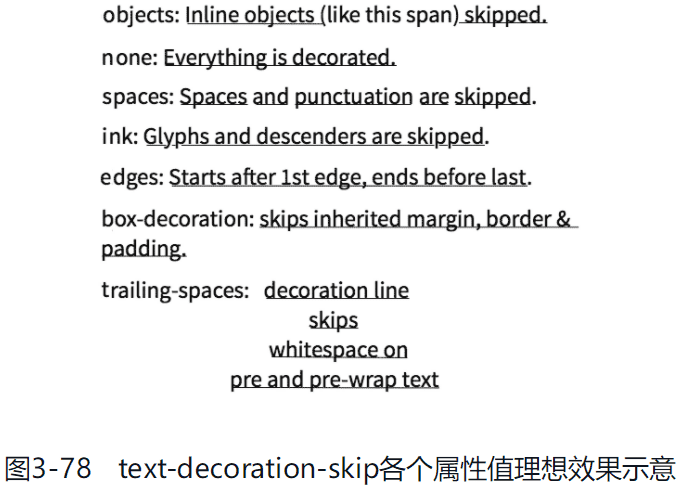 objects: Inline objects (like this span) skipped.
none: Everything is decorated.
spaces: Spaces and punctuation are skipped.
ink: Glyphs and descenders are skipped.
edges: Starts after 1st edge, ends before last.
box-decoration: skips inherited margin, border &
padding.
trailing-spaces: decoration line
skips
whitespace on
pre and pre-wrap text
图3-78 text-decoration-skip各个属性值理想效果示意